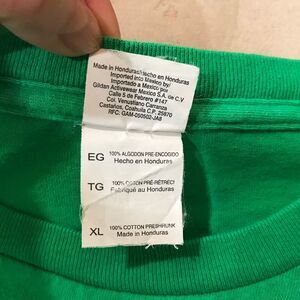 Made in Honduras/Hecho en Honduras
Imported into Mexico by/
Importado a Mexico por
Gildan Activewear Mexico S.A. de C.V
Calle 5 de Febrero #147
Col. Venustiano Carranza
Castaños, Coahuila C.P. 25870
RFC: GAM-050502-JA8
EG 100% ALGODON PRE-ENCOGIDO
Hecho en Honduras
TG 100% COTON PRÉ-RÉTRÉCI
Fabriqué au Honduras
XL 100% COTTON PRESHRUNK
Made in Honduras